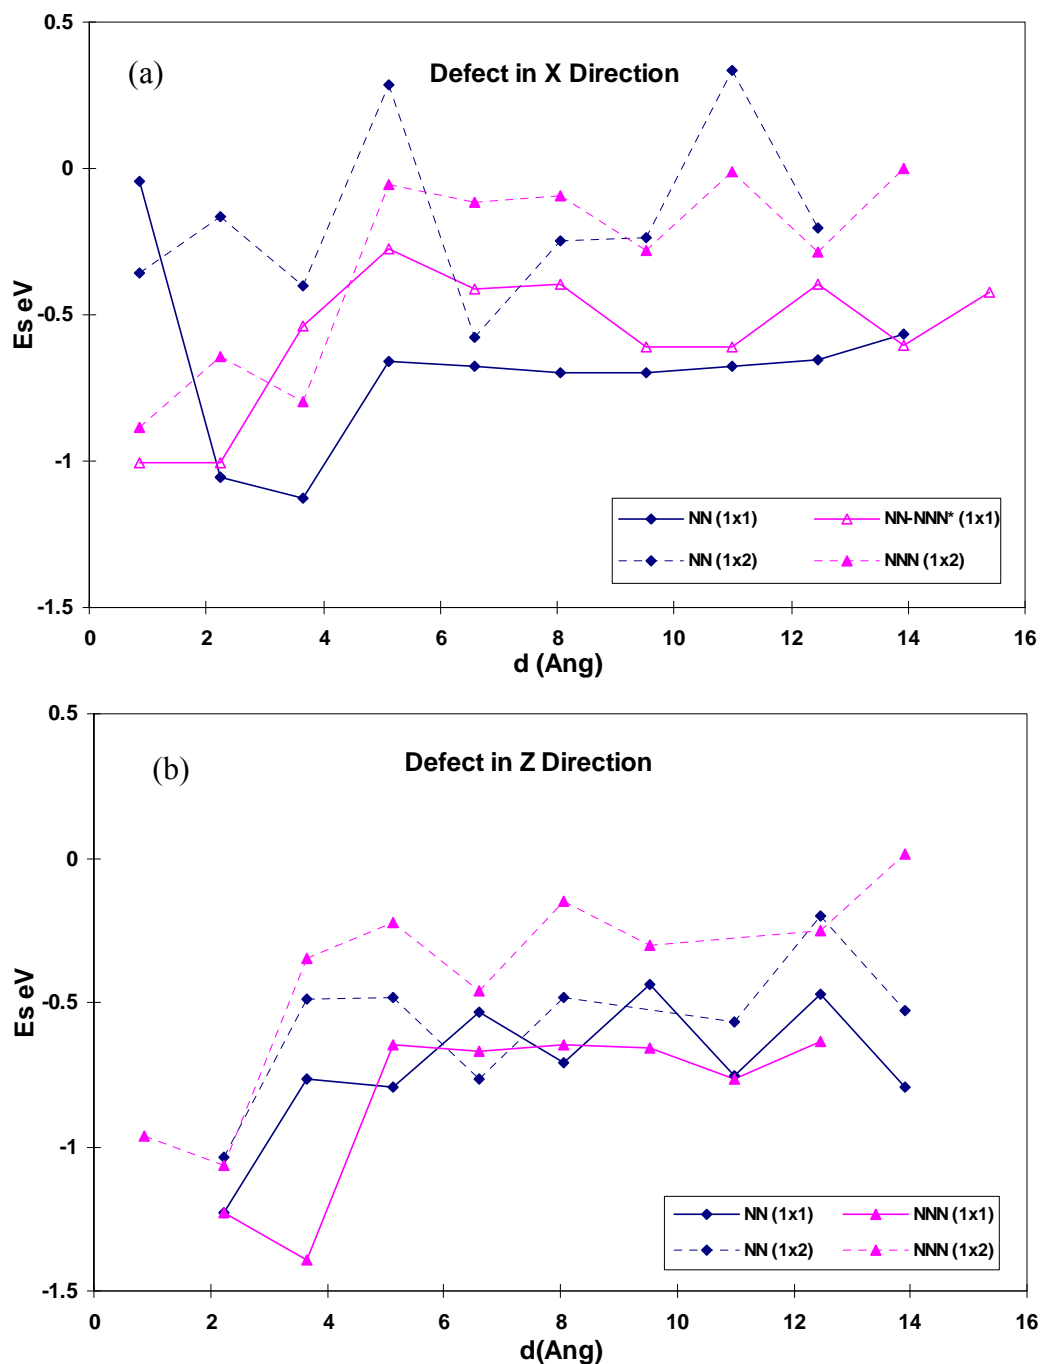 (a)
Defect in X Direction
Es eV
0.5
0
-0.5
-1
-1.5
0 2 4 6 8 10 12 14 16
d (Ang)
NN (1x1) NN-NNN* (1x1)
NN (1x2) NNN (1x2)
(b)
Defect in Z Direction
Es eV
0.5
0
-0.5
-1
-1.5
0 2 4 6 8 10 12 14 16
d(Ang)
NN (1x1) NNN (1x1)
NN (1x2) NNN (1x2)